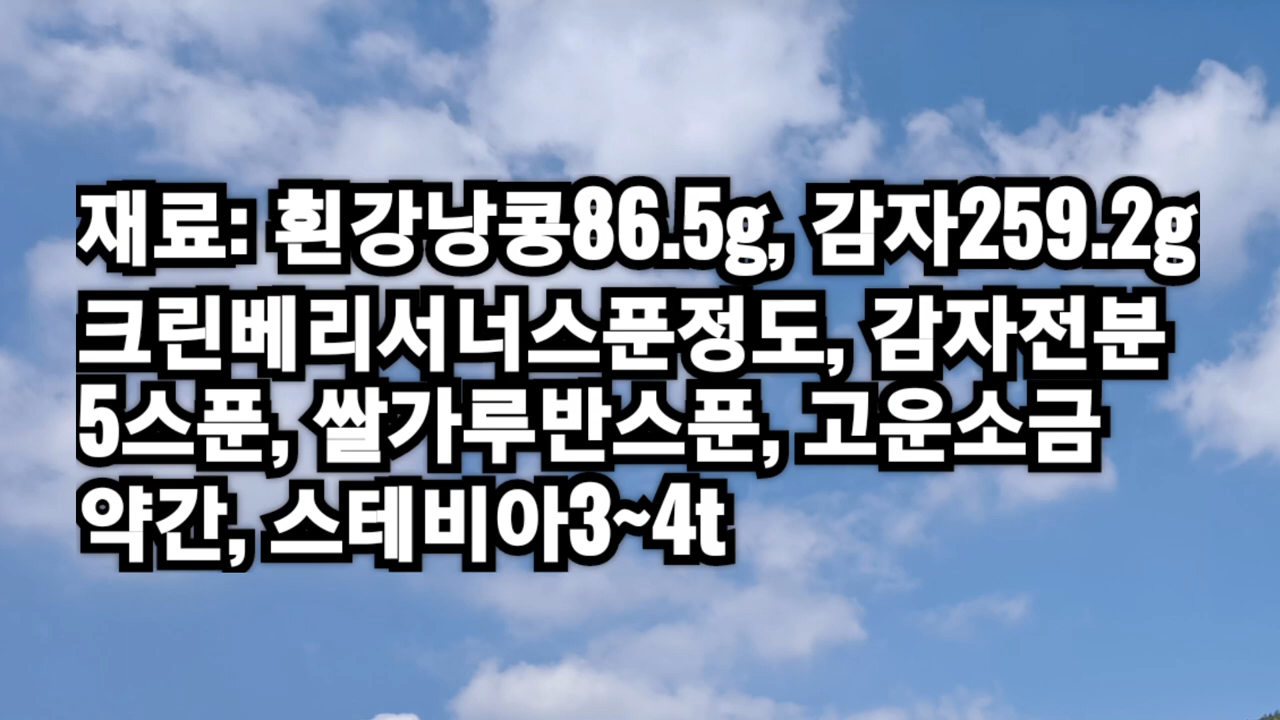 재료: 흰강낭콩86.5g, 감자259.2g
크린베리서너스푼정도, 감자전분
5스푼, 쌀가루반스푼, 고운소금
약간, 스테비아3~4t